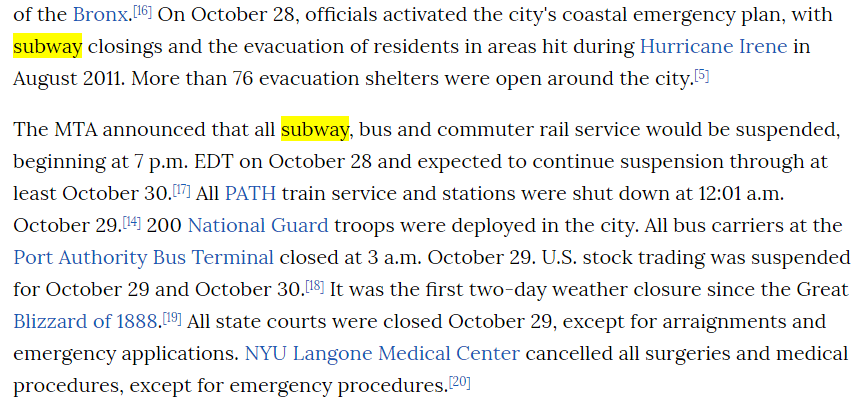 of the Bronx.[16] On October 28, officials activated the city's coastal emergency plan, with
subway closings and the evacuation of residents in areas hit during Hurricane Irene in
August 2011. More than 76 evacuation shelters were open around the city.[5]
The MTA announced that all subway, bus and commuter rail service would be suspended,
beginning at 7 p.m. EDT on October 28 and expected to continue suspension through at
least October 30.[17] All PATH train service and stations were shut down at 12:01 a.m.
October 29.[14] 200 National Guard troops were deployed in the city. All bus carriers at the
Port Authority Bus Terminal closed at 3 a.m. October 29. U.S. stock trading was suspended
for October 29 and October 30.[18] It was the first two-day weather closure since the Great
Blizzard of 1888.[19] All state courts were closed October 29, except for arraignments and
emergency applications. NYU Langone Medical Center cancelled all surgeries and medical
procedures, except for emergency procedures.[20]